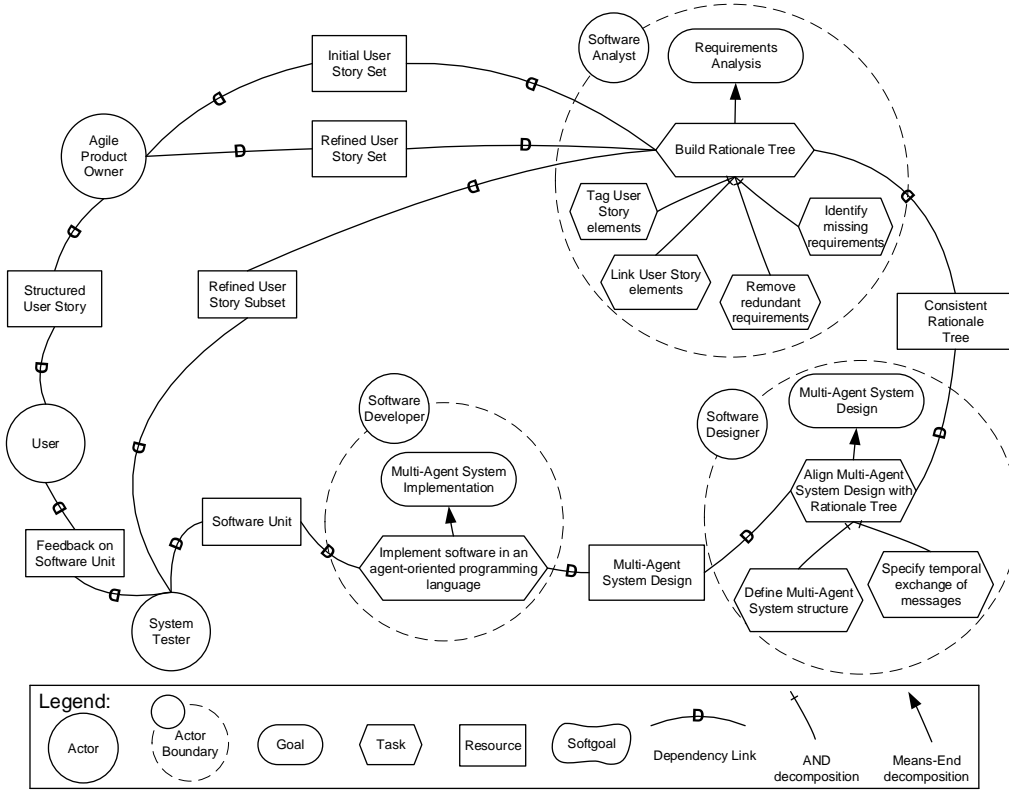 Software
Analyst
Requirements
Analysis
Initial User
Story Set
D
D
Agile
Product
Owner
D
Refined User
Story Set
D
Build Rationale Tree
D
D
Tag User
Story
elements
Identify
missing
requirements
D
Link User Story
elements
Remove
redundant
requirements
Structured
User Story
Refined User
Story Subset
Consistent
Rationale
Tree
D
User
D
Software
Developer
Multi-Agent System
Implementation
Software
Designer
Multi-Agent System
Design
D
Align Multi-Agent
System Design with
Rationale Tree
D
Software Unit
D
Feedback on
Software Unit
D
Implement software in an
agent-oriented programming
language
D
D
Multi-Agent
System Design
D
Define Multi-Agent
System structure
Specify temporal
exchange of
messages
D
System
Tester
Legend:
Actor
Actor
Boundary
Goal
Task
Resource
Softgoal
D
Dependency Link
AND
decomposition
Means-End
decomposition